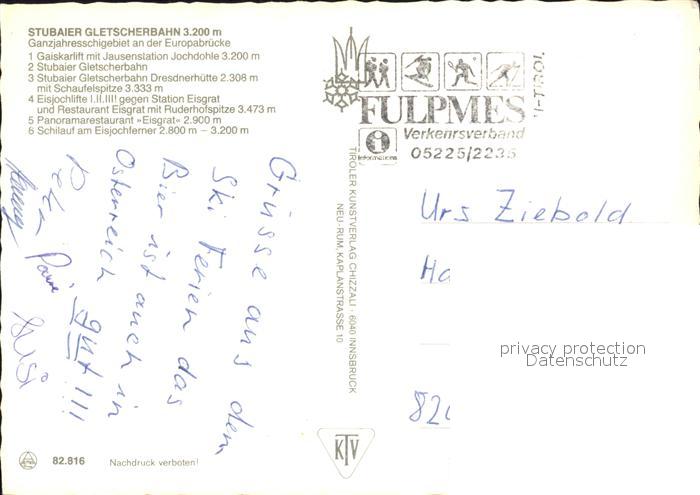 STUBAIER GLETSCHERBAHN 3.200 m
Ganzjahresschigebiet an der Europabrücke
1 Gaiskarlift mit Jausenstation Jochdohle 3.200 m
2 Stubaier Gletscherbahn
3 Stubaier Gletscherbahn Dresdnerhütte 2.308 m
mit Schaufelspitze 3.333 m
4 Eisjochlifte I.II.III! gegen Station Eisgrat
und Restaurant Eisgrat mit Ruderhofspitze 3.473 m
5 Panoramarestaurant »Eisgrat« 2.900 m
6 Schilauf am Eisjochferner 2.800 m – 3.200 m
Grüsse aus dem
Ski Ferien das
Bier ist auch in
Österreich gut!!!
82.816
Nachdruck verboten!
TIROLER KUNSTVERLAG CHIZZALI · 6040 INNSBRUCK
NEU-RUM, KAPLANSTRASSE 10
KTV
FULPMES
i-TIROL
i
Informations
Verkehrsverband
05225/2235
Urs Ziebold
Ha
820
privacy protection
Datenschutz